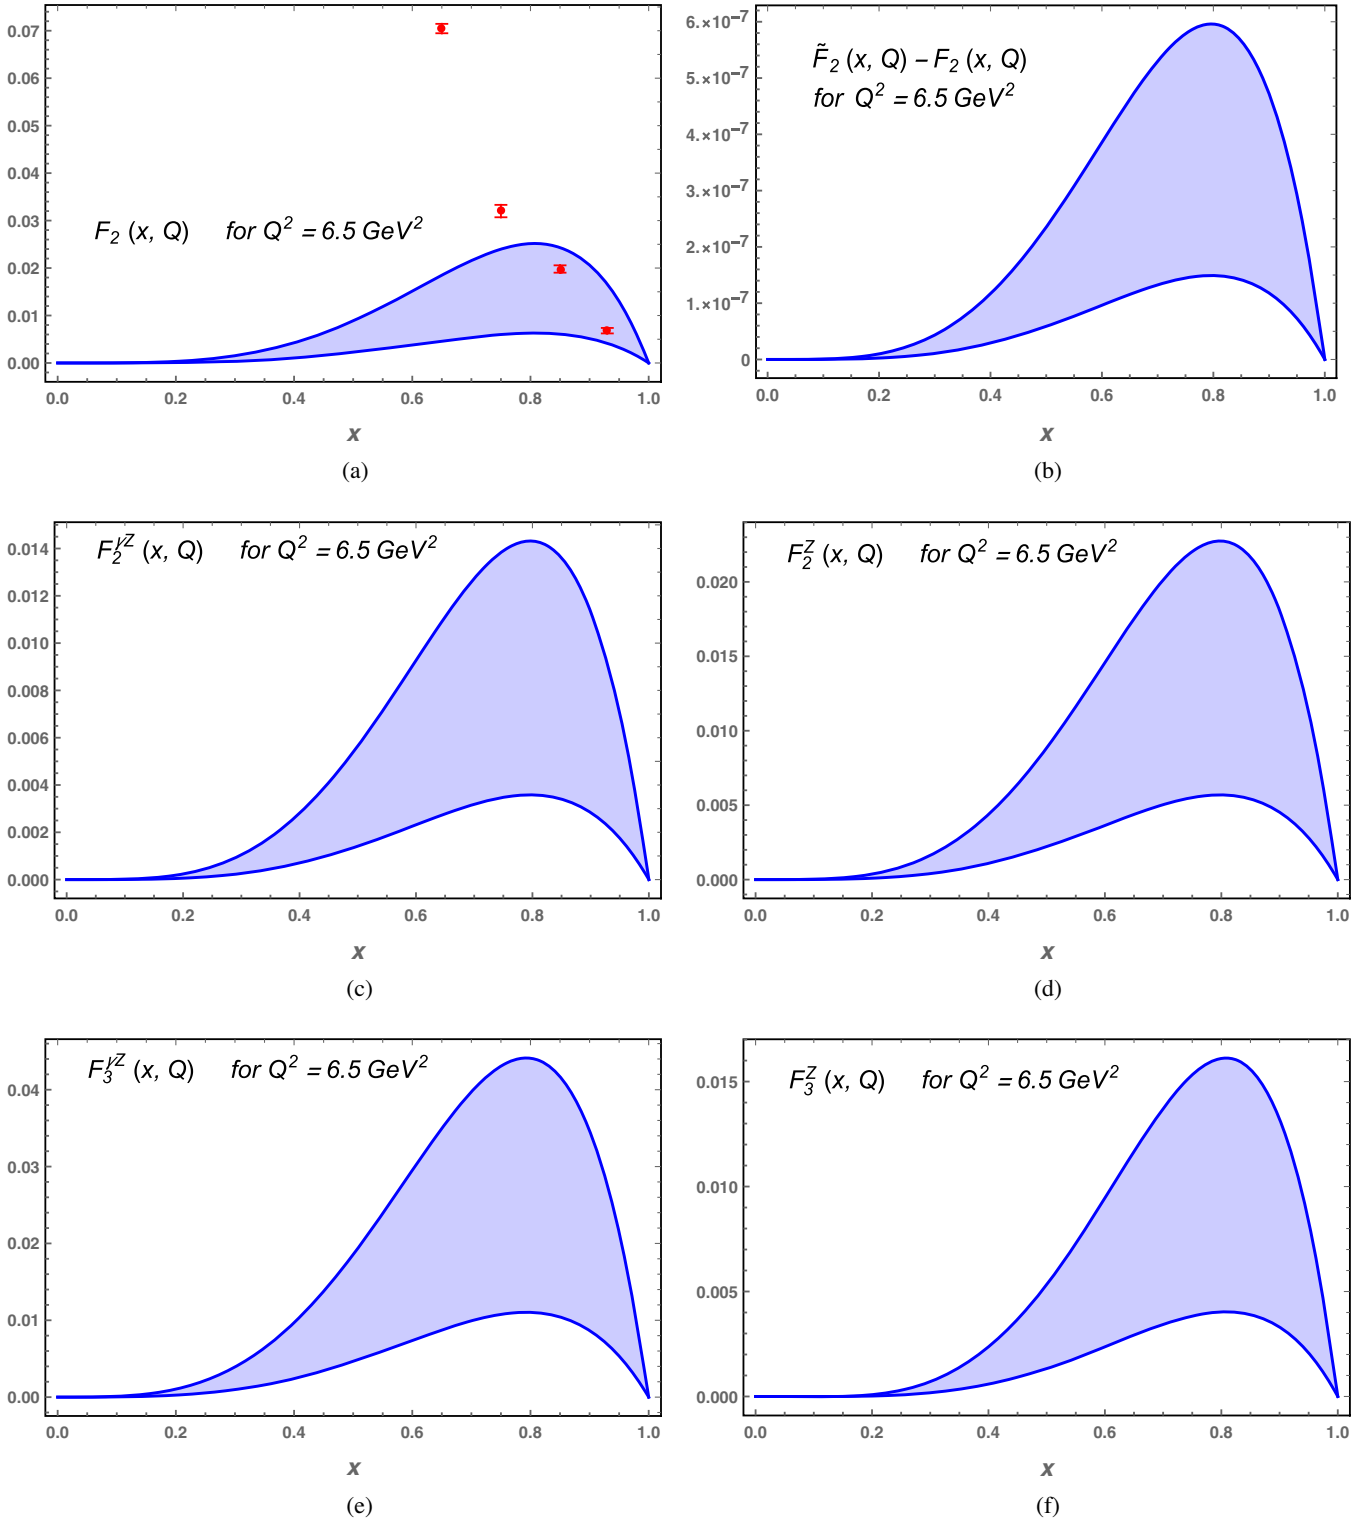 0.07
0.06
0.05
0.04
0.03
0.02
0.01
0.00
F₂ (x, Q) for Q² = 6.5 GeV²
0.0 0.2 0.4 0.6 0.8 1.0
x
(a)
6.×10⁻⁷
5.×10⁻⁷
4.×10⁻⁷
3.×10⁻⁷
2.×10⁻⁷
1.×10⁻⁷
0
F̃₂ (x, Q) – F₂ (x, Q)
for Q² = 6.5 GeV²
0.0 0.2 0.4 0.6 0.8 1.0
x
(b)
0.014
0.012
0.010
0.008
0.006
0.004
0.002
0.000
F₂^γZ (x, Q) for Q² = 6.5 GeV²
0.0 0.2 0.4 0.6 0.8 1.0
x
(c)
0.020
0.015
0.010
0.005
0.000
F₂^Z (x, Q) for Q² = 6.5 GeV²
0.0 0.2 0.4 0.6 0.8 1.0
x
(d)
0.04
0.03
0.02
0.01
0.00
F₃^γZ (x, Q) for Q² = 6.5 GeV²
0.0 0.2 0.4 0.6 0.8 1.0
x
(e)
0.015
0.010
0.005
0.000
F₃^Z (x, Q) for Q² = 6.5 GeV²
0.0 0.2 0.4 0.6 0.8 1.0
x
(f)